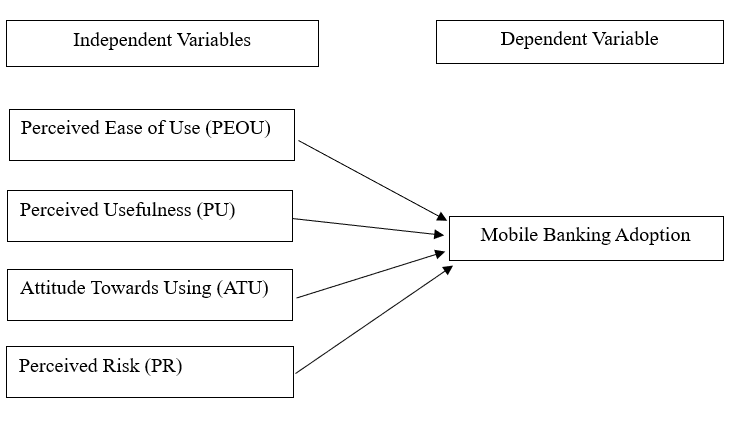 Independent Variables
Dependent Variable
Perceived Ease of Use (PEOU)
Perceived Usefulness (PU)
Mobile Banking Adoption
Attitude Towards Using (ATU)
Perceived Risk (PR)